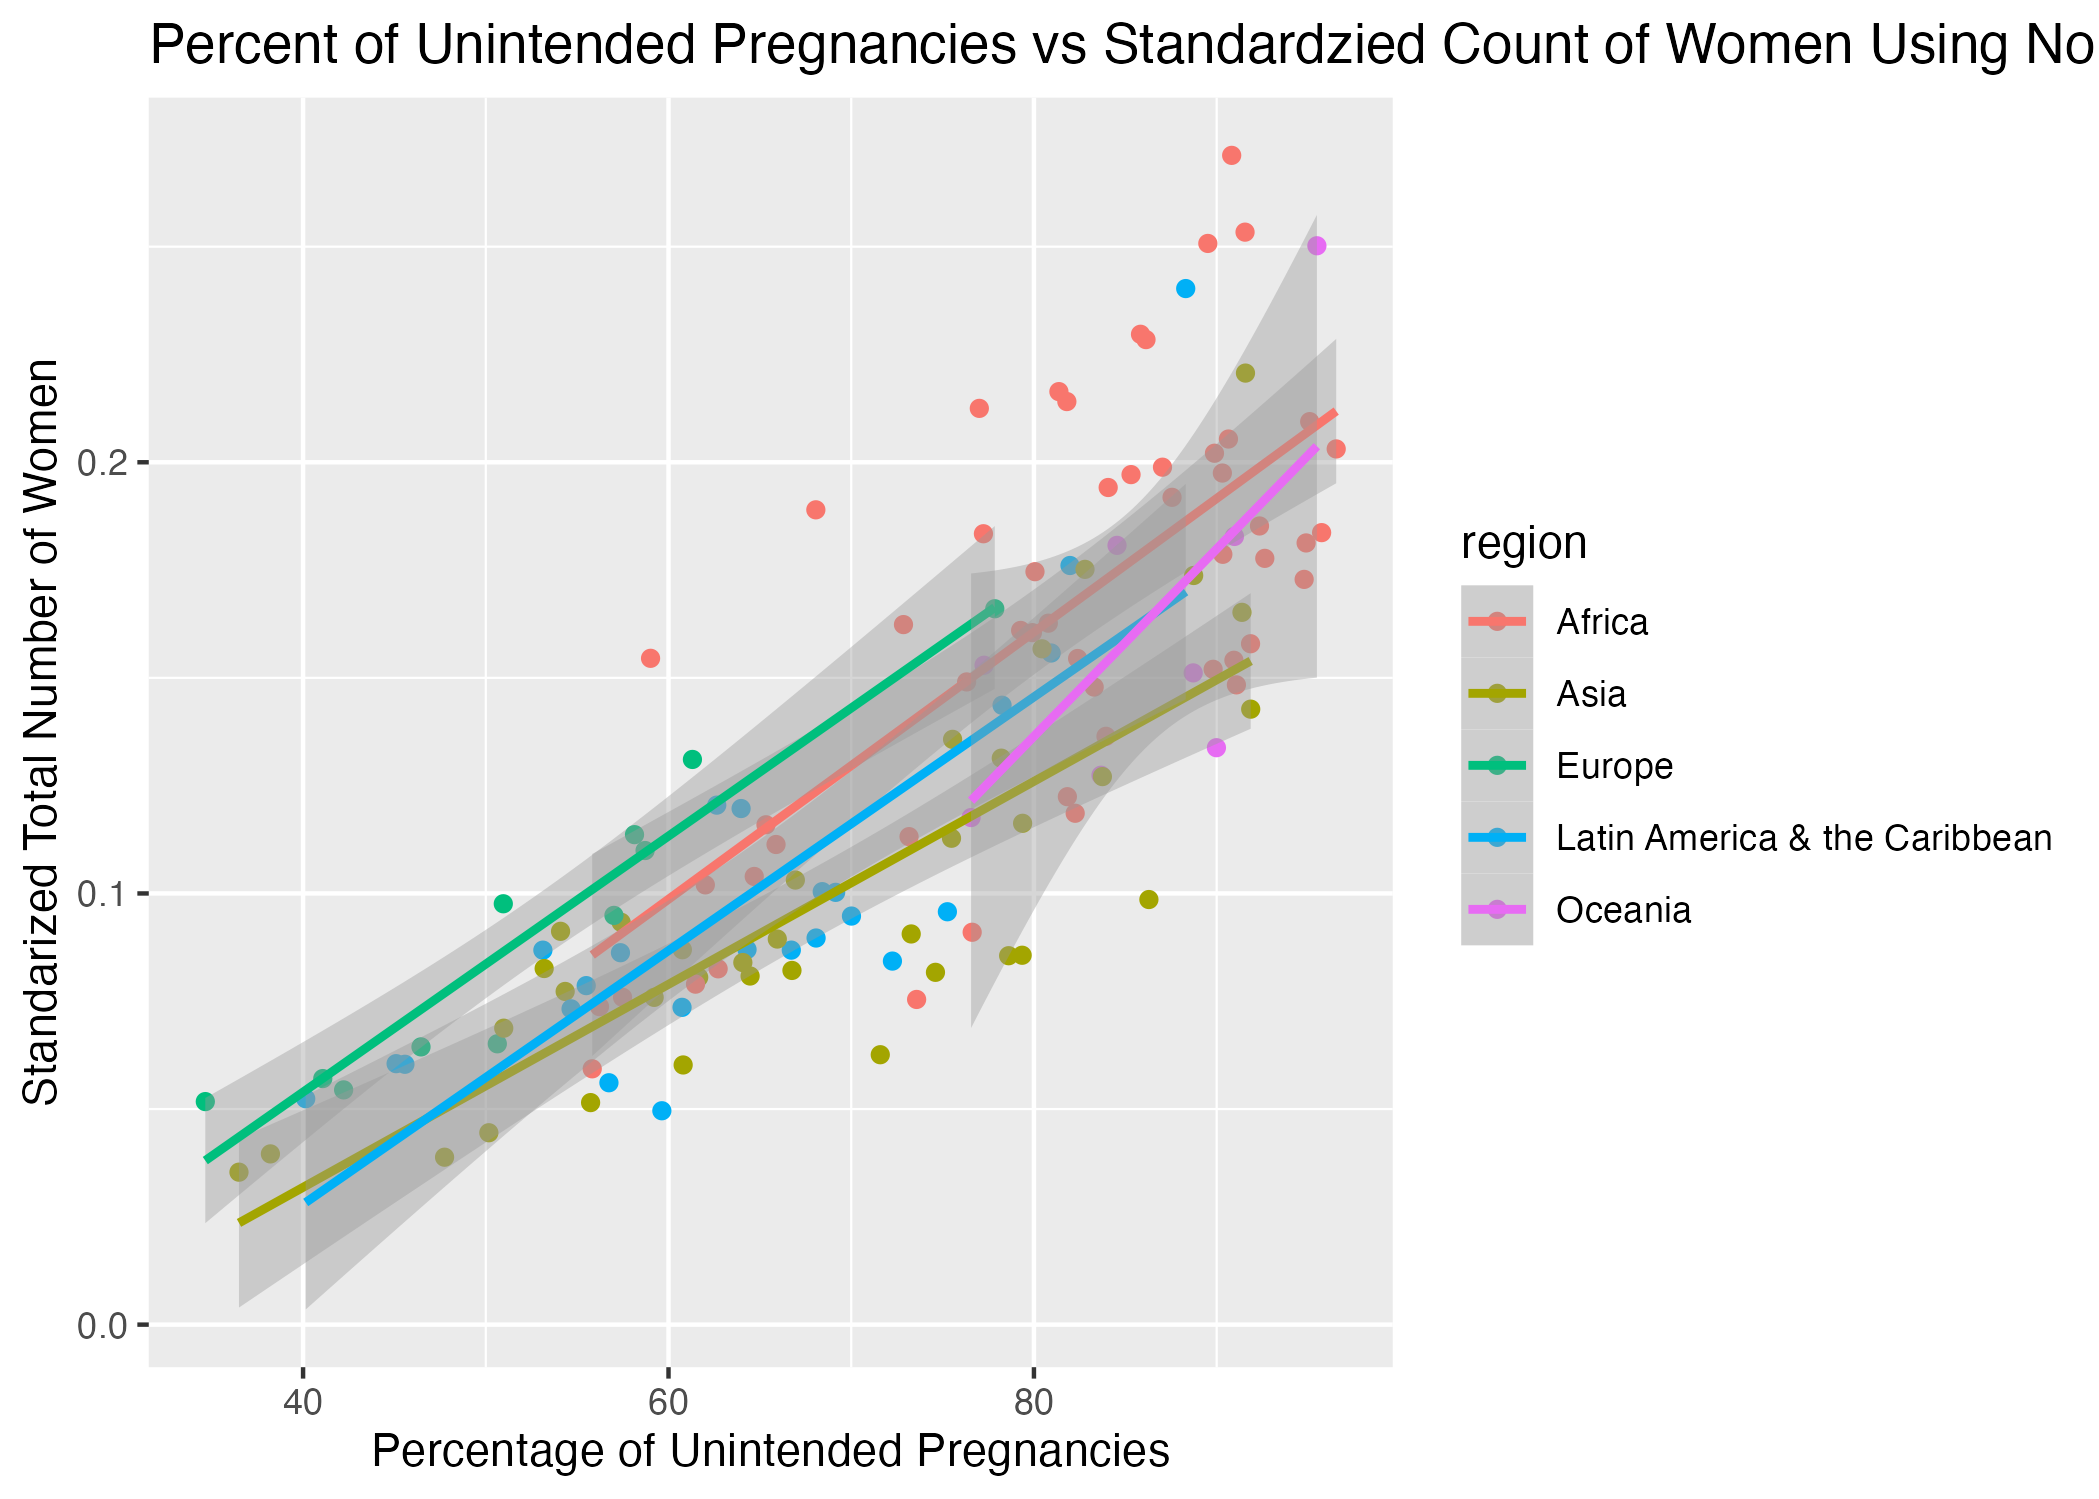 Percent of Unintended Pregnancies vs Standardzied Count of Women Using No
Standarized Total Number of Women
0.2
0.1
0.0
40 60 80
Percentage of Unintended Pregnancies
region
Africa
Asia
Europe
Latin America & the Caribbean
Oceania